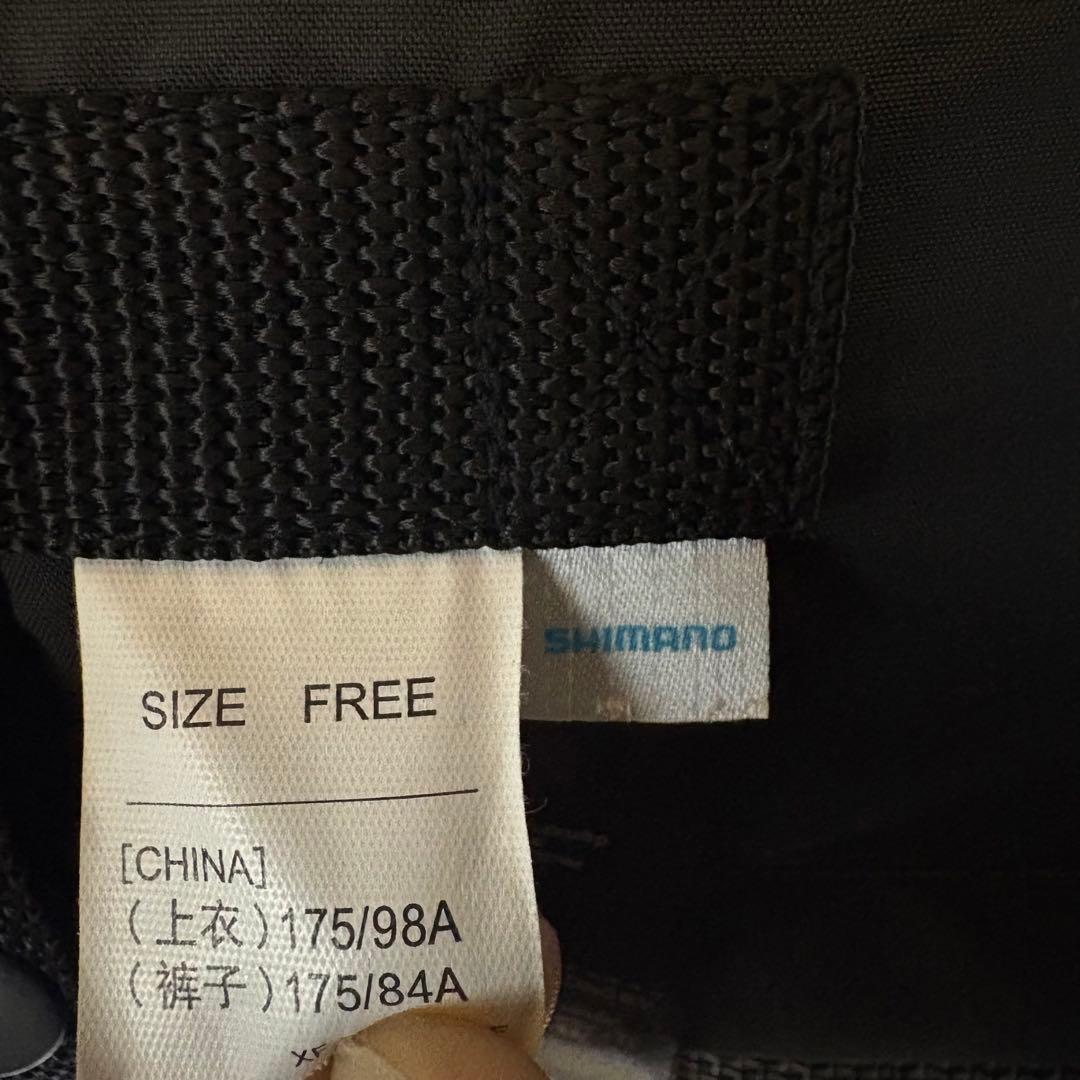 SHIMANO
SIZE FREE
[CHINA]
(上衣)175/98A
(裤子)175/84A